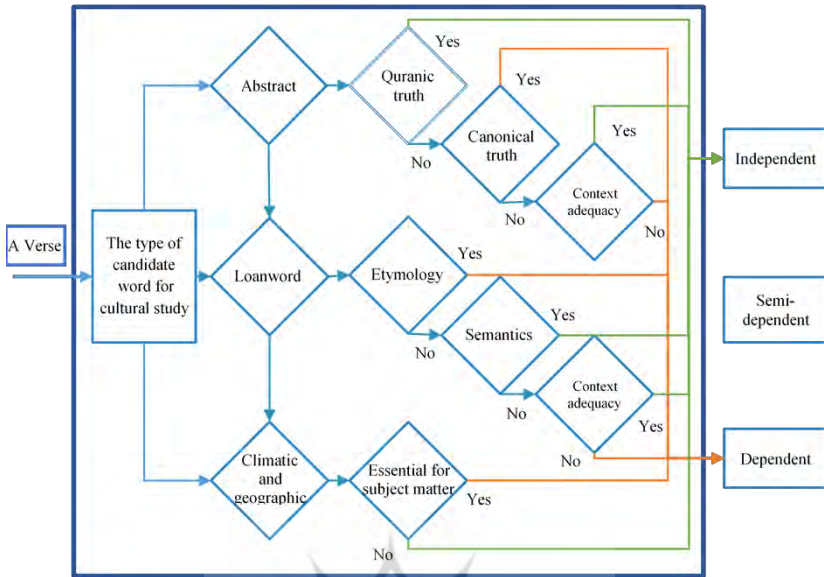 Yes
Abstract
Quranic
truth
Yes
No
Canonical
truth
Yes
Independent
No
Context
adequacy
No
A Verse
The type of
candidate
word for
cultural study
Loanword
Etymology
Yes
No
Semantics
Yes
Semi-
dependent
No
Context
adequacy
Yes
No
Dependent
Climatic
and
geographic
Essential for
subject matter
Yes
No